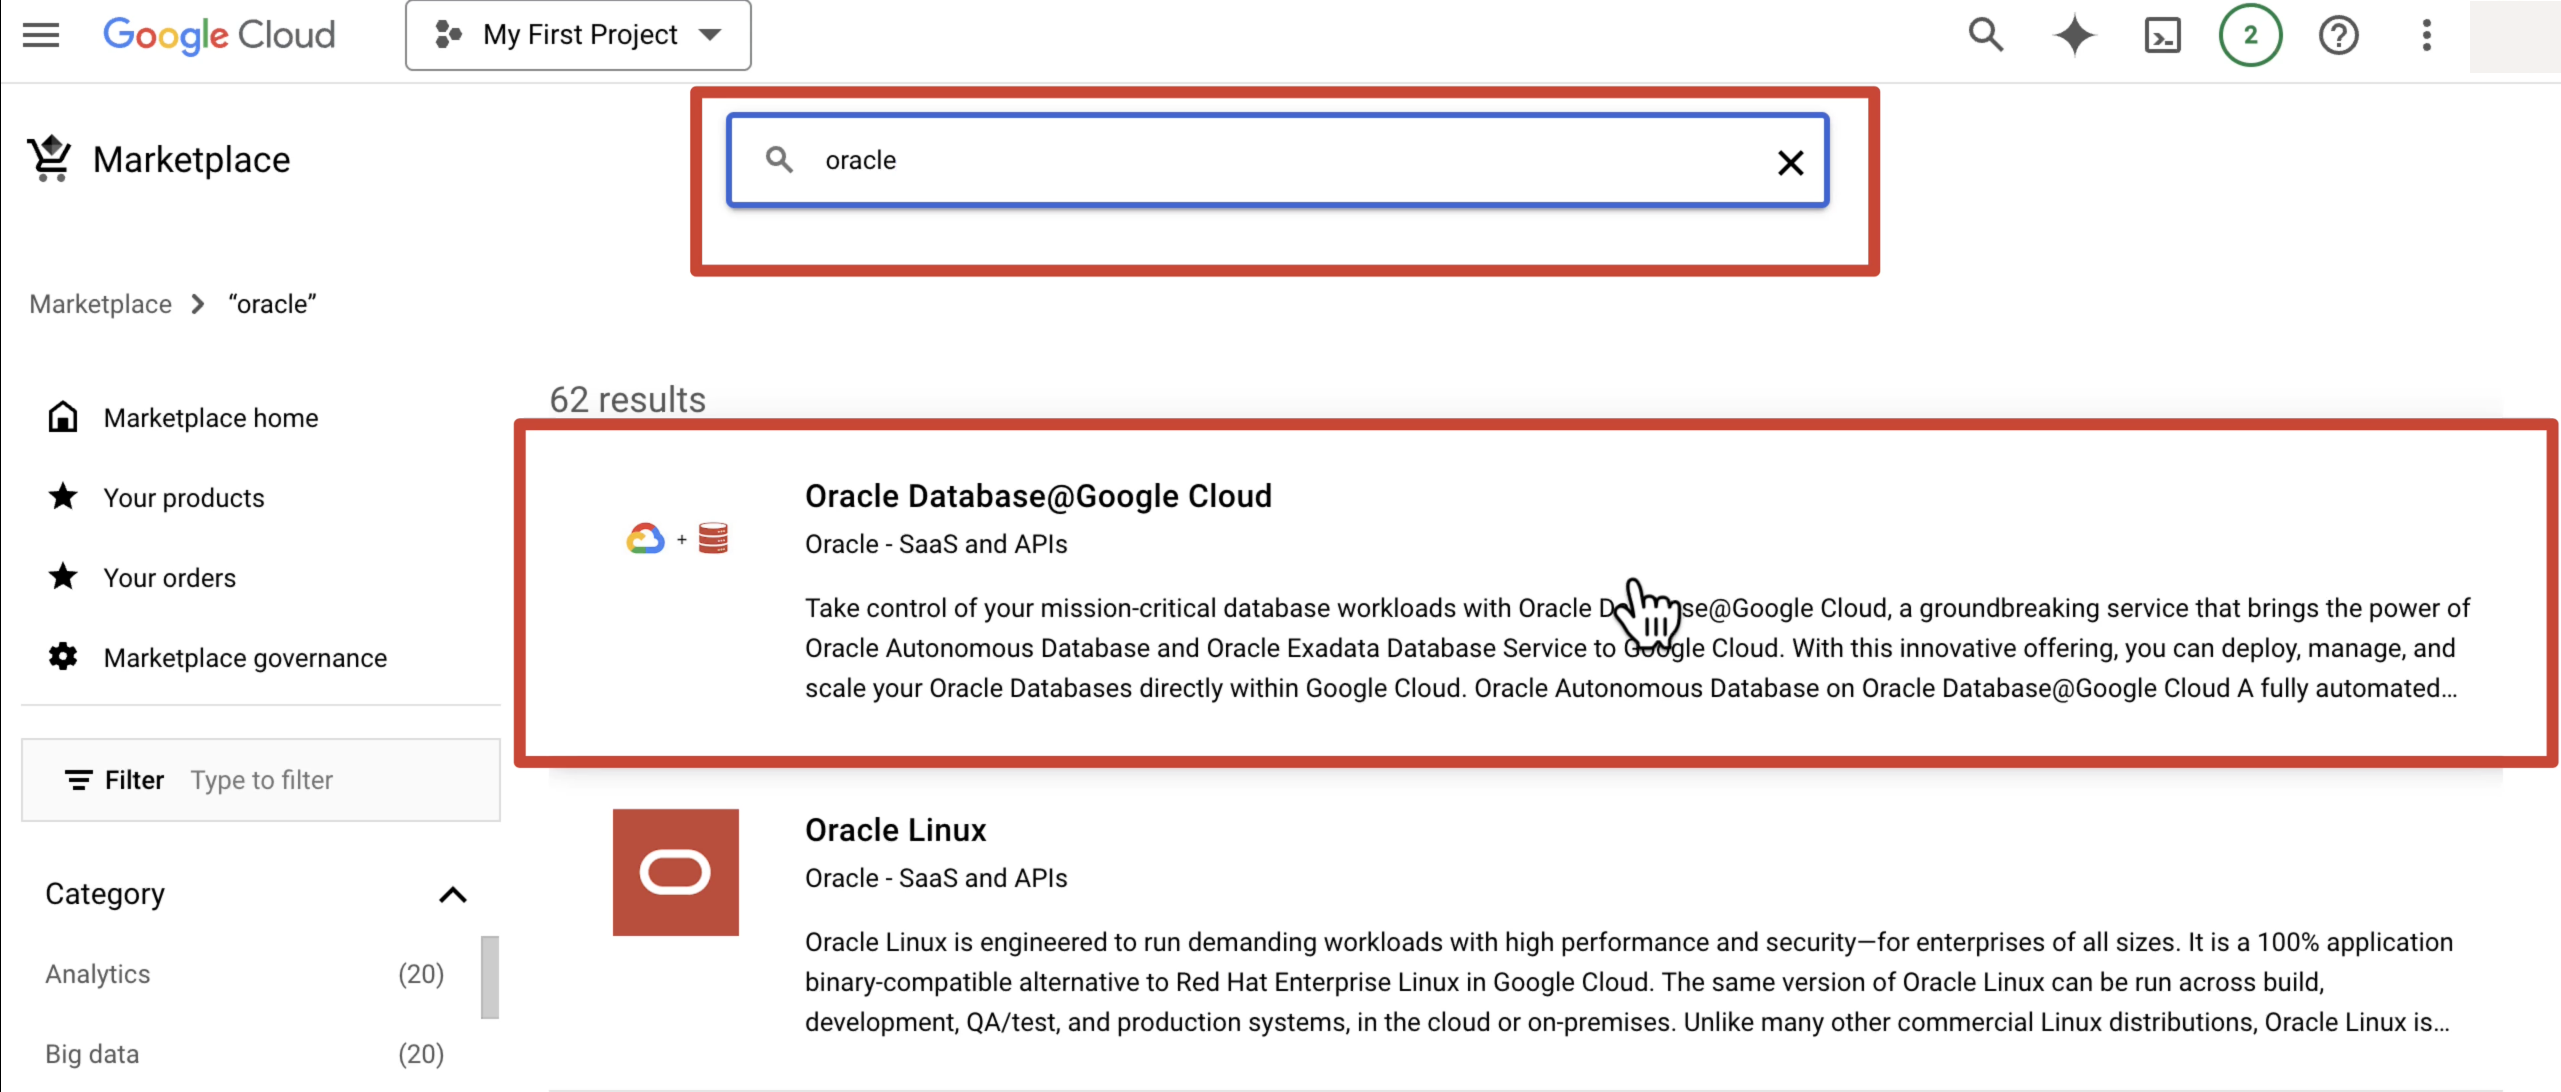 Google Cloud
My First Project
2
Marketplace
oracle
Marketplace > “oracle”
Marketplace home
Your products
Your orders
Marketplace governance
Filter Type to filter
Category
Analytics (20)
Big data (20)
62 results
Oracle Database@Google Cloud
Oracle - SaaS and APIs
Take control of your mission-critical database workloads with Oracle D se@Google Cloud, a groundbreaking service that brings the power of
Oracle Autonomous Database and Oracle Exadata Database Service to Google Cloud. With this innovative offering, you can deploy, manage, and
scale your Oracle Databases directly within Google Cloud. Oracle Autonomous Database on Oracle Database@Google Cloud A fully automated...
Oracle Linux
Oracle - SaaS and APIs
Oracle Linux is engineered to run demanding workloads with high performance and security—for enterprises of all sizes. It is a 100% application
binary-compatible alternative to Red Hat Enterprise Linux in Google Cloud. The same version of Oracle Linux can be run across build,
development, QA/test, and production systems, in the cloud or on-premises. Unlike many other commercial Linux distributions, Oracle Linux is...